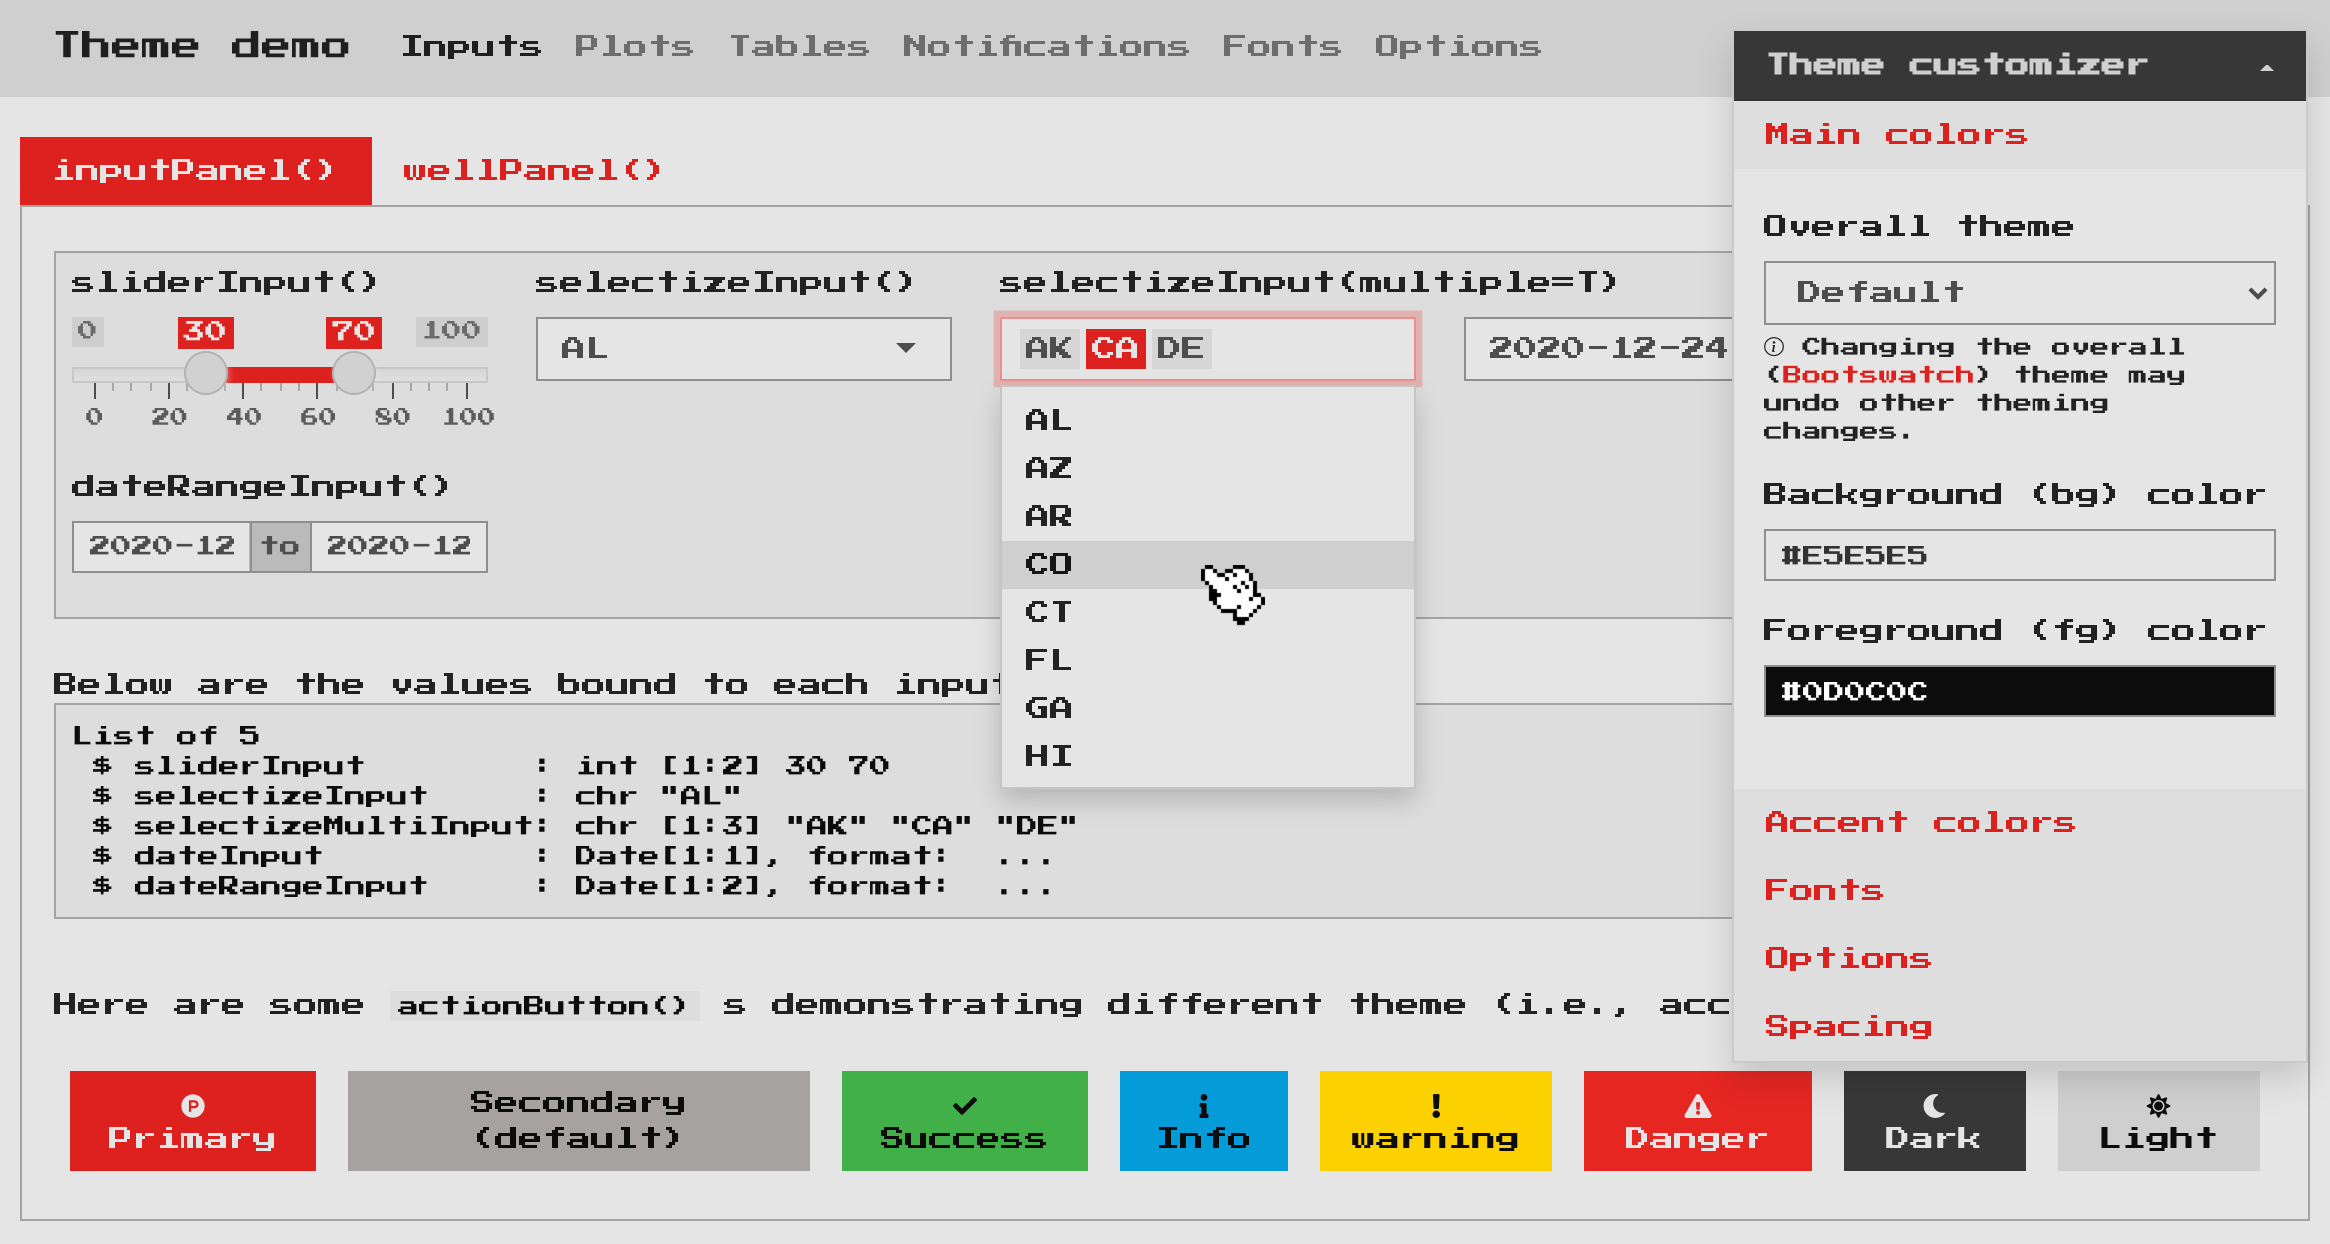 Theme demo Inputs Plots Tables Notifications Fonts Options
inputPanel() wellPanel()
sliderInput()
0 30 70 100
0 20 40 60 80 100
selectizeInput()
AL
selectizeInput(multiple=T)
AK CA DE
AL
AZ
AR
CO
CT
FL
GA
HI
2020-12-24
dateRangeInput()
2020-12 to 2020-12
Below are the values bound to each input
List of 5
$ sliderInput : int [1:2] 30 70
$ selectizeInput : chr "AL"
$ selectizeMultiInput: chr [1:3] "AK" "CA" "DE"
$ dateInput : Date[1:1], format: ...
$ dateRangeInput : Date[1:2], format: ...
Here are some actionButton() s demonstrating different theme (i.e., acc
Primary
Secondary
(default)
Success
Info
warning
Danger
Dark
Light
Theme customizer
Main colors
Overall theme
Default
Changing the overall
(Bootswatch) theme may
undo other theming
changes.
Background (bg) color
#E5E5E5
Foreground (fg) color
#0D0C0C
Accent colors
Fonts
Options
Spacing